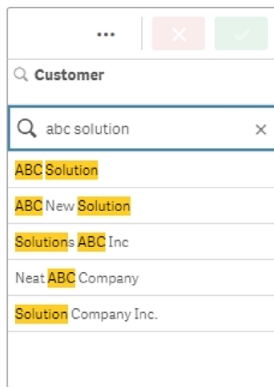 ...
Customer
abc solution
ABC Solution
ABC New Solution
Solutions ABC Inc
Neat ABC Company
Solution Company Inc.